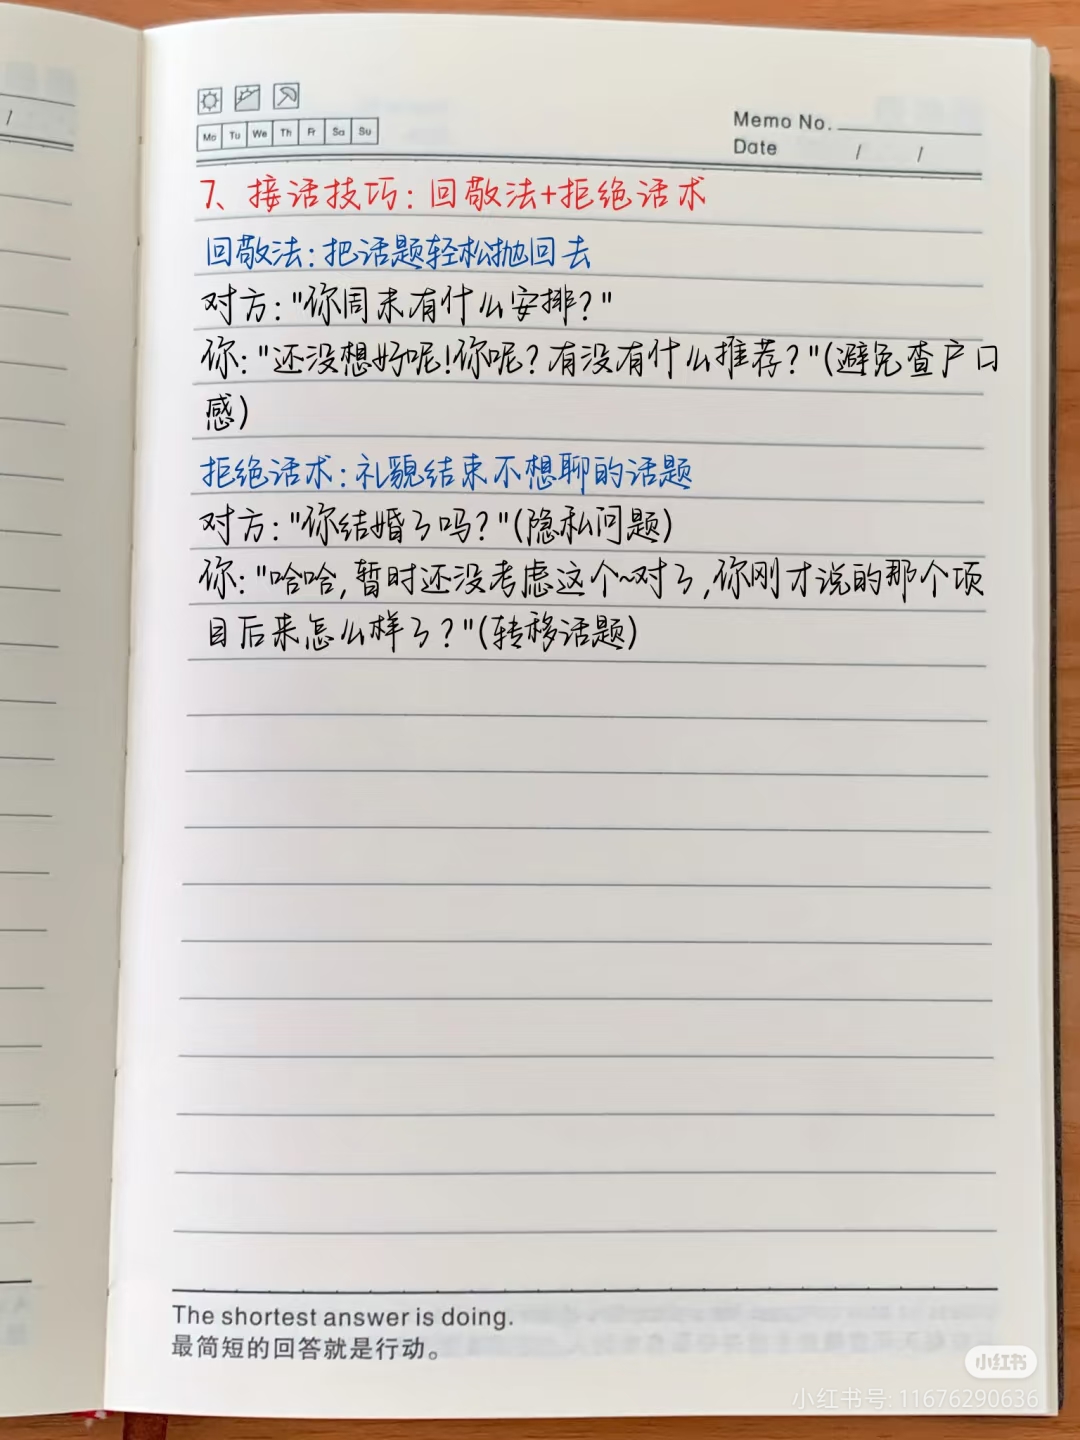 Mo Tu We Th Fr Sa Su
Memo No.
Date / /
7、接话技巧：回敬法+拒绝话术
回敬法：把话题轻松抛回去
对方："你周末有什么安排？"
你："还没想好呢！你呢？有没有什么推荐？"(避免查户口
感)
拒绝话术：礼貌结束不想聊的话题
对方："你结婚了吗？"(隐私问题)
你："哈哈,暂时还没考虑这个~对了,你刚才说的那个项
目后来怎么样了？"(转移话题)
The shortest answer is doing.
最简短的回答就是行动。
小红书
小红书号: 11676290636